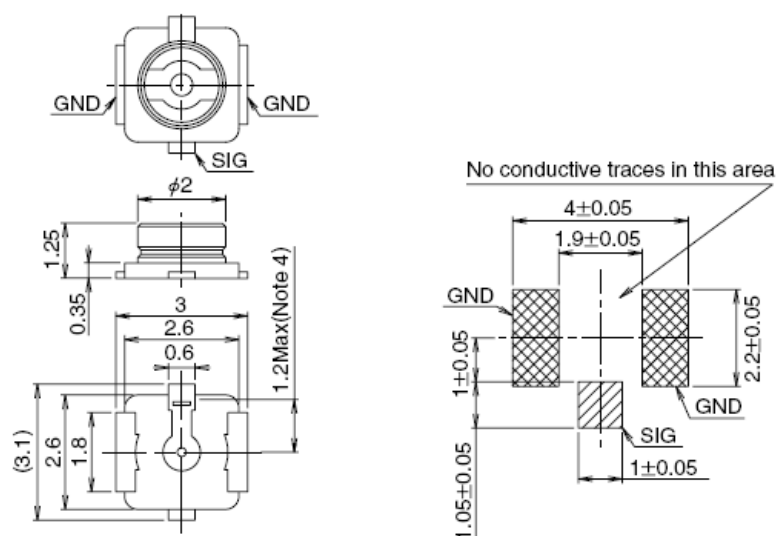 GND
GND
SIG
ϕ2
1.25
0.35
3
2.6
0.6
1.2Max(Note 4)
(3.1)
2.6
1.8
No conductive traces in this area
4±0.05
1.9±0.05
GND
1±0.05
2.2±0.05
GND
SIG
1.05±0.05
1±0.05